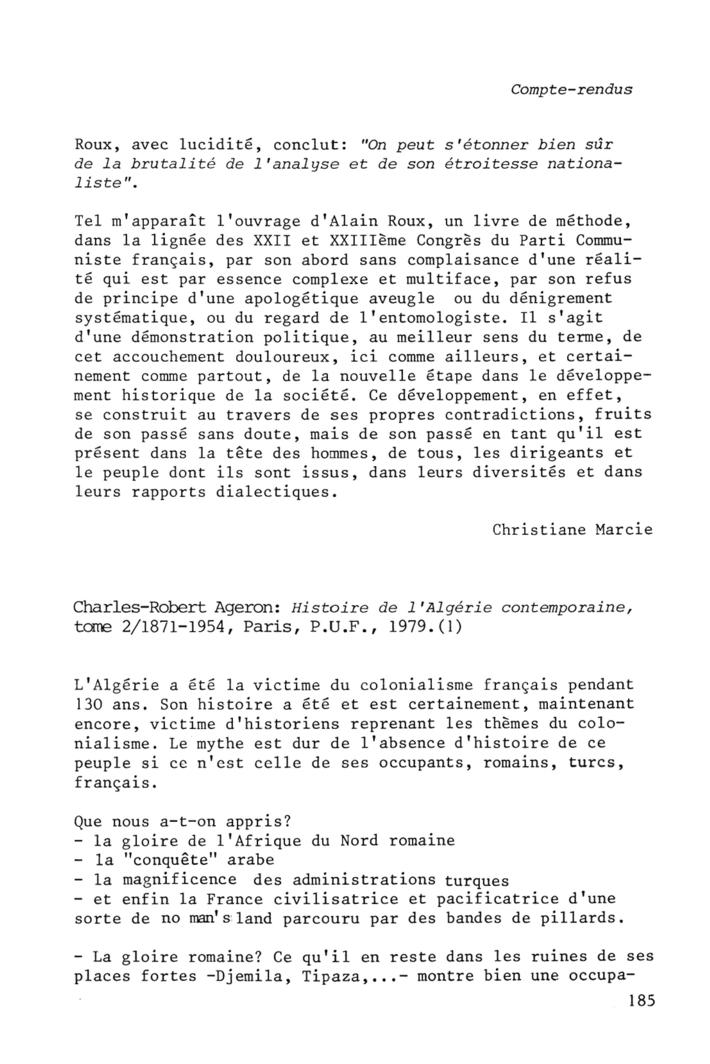 Compte-rendus
Roux, avec lucidité, conclut: "On peut s'étonner bien sûr
de la brutalité de l'analyse et de son étroitesse nationa-
liste".
Tel m'apparaît l'ouvrage d'Alain Roux, un livre de méthode,
dans la lignée des XXII et XXIIIème Congrès du Parti Commu-
niste français, par son abord sans complaisance d'une réali-
té qui est par essence complexe et multiface, par son refus
de principe d'une apologétique aveugle ou du dénigrement
systématique, ou du regard de l'entomologiste. Il s'agit
d'une démonstration politique, au meilleur sens du terme, de
cet accouchement douloureux, ici comme ailleurs, et certai-
nement comme partout, de la nouvelle étape dans le développe-
ment historique de la société. Ce développement, en effet,
se construit au travers de ses propres contradictions, fruits
de son passé sans doute, mais de son passé en tant qu'il est
présent dans la tête des hommes, de tous, les dirigeants et
le peuple dont ils sont issus, dans leurs diversités et dans
leurs rapports dialectiques.
Christiane Marcie
Charles-Robert Ageron: Histoire de l'Algérie contemporaine,
tome 2/1871-1954, Paris, P.U.F., 1979.(1)
L'Algérie a été la victime du colonialisme français pendant
130 ans. Son histoire a été et est certainement, maintenant
encore, victime d'historiens reprenant les thèmes du colo-
nialisme. Le mythe est dur de l'absence d'histoire de ce
peuple si ce n'est celle de ses occupants, romains, turcs,
français.
Que nous a-t-on appris?
- la gloire de l'Afrique du Nord romaine
- la "conquête" arabe
- la magnificence des administrations turques
- et enfin la France civilisatrice et pacificatrice d'une
sorte de no man's land parcouru par des bandes de pillards.
- La gloire romaine? Ce qu'il en reste dans les ruines de ses
places fortes -Djemila, Tipaza,...- montre bien une occupa-
185